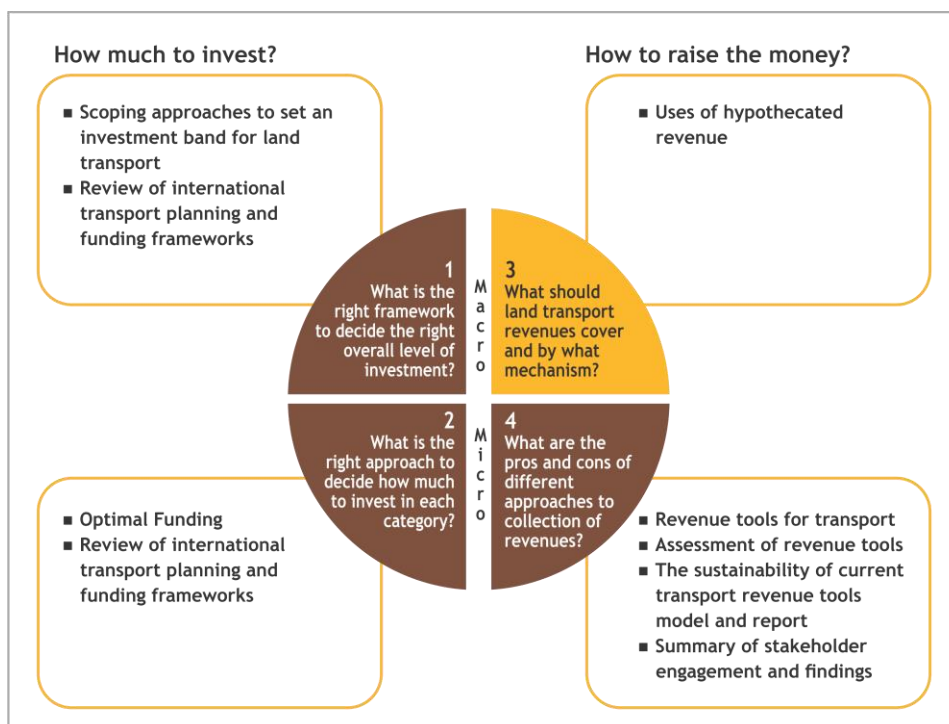 How much to invest?
■ Scoping approaches to set an
investment band for land
transport
■ Review of international
transport planning and
funding frameworks
How to raise the money?
■ Uses of hypothecated
revenue
1
What is the
right framework
to decide the right
overall level of
investment?
Macro
3
What should
land transport
revenues cover
and by what
mechanism?
2
What is the
right approach to
decide how much
to invest in each
category?
Micro
4
What are the
pros and cons of
different
approaches to
collection of
revenues?
■ Optimal Funding
■ Review of international
transport planning and
funding frameworks
■ Revenue tools for transport
■ Assessment of revenue tools
■ The sustainability of current
transport revenue tools
model and report
■ Summary of stakeholder
engagement and findings